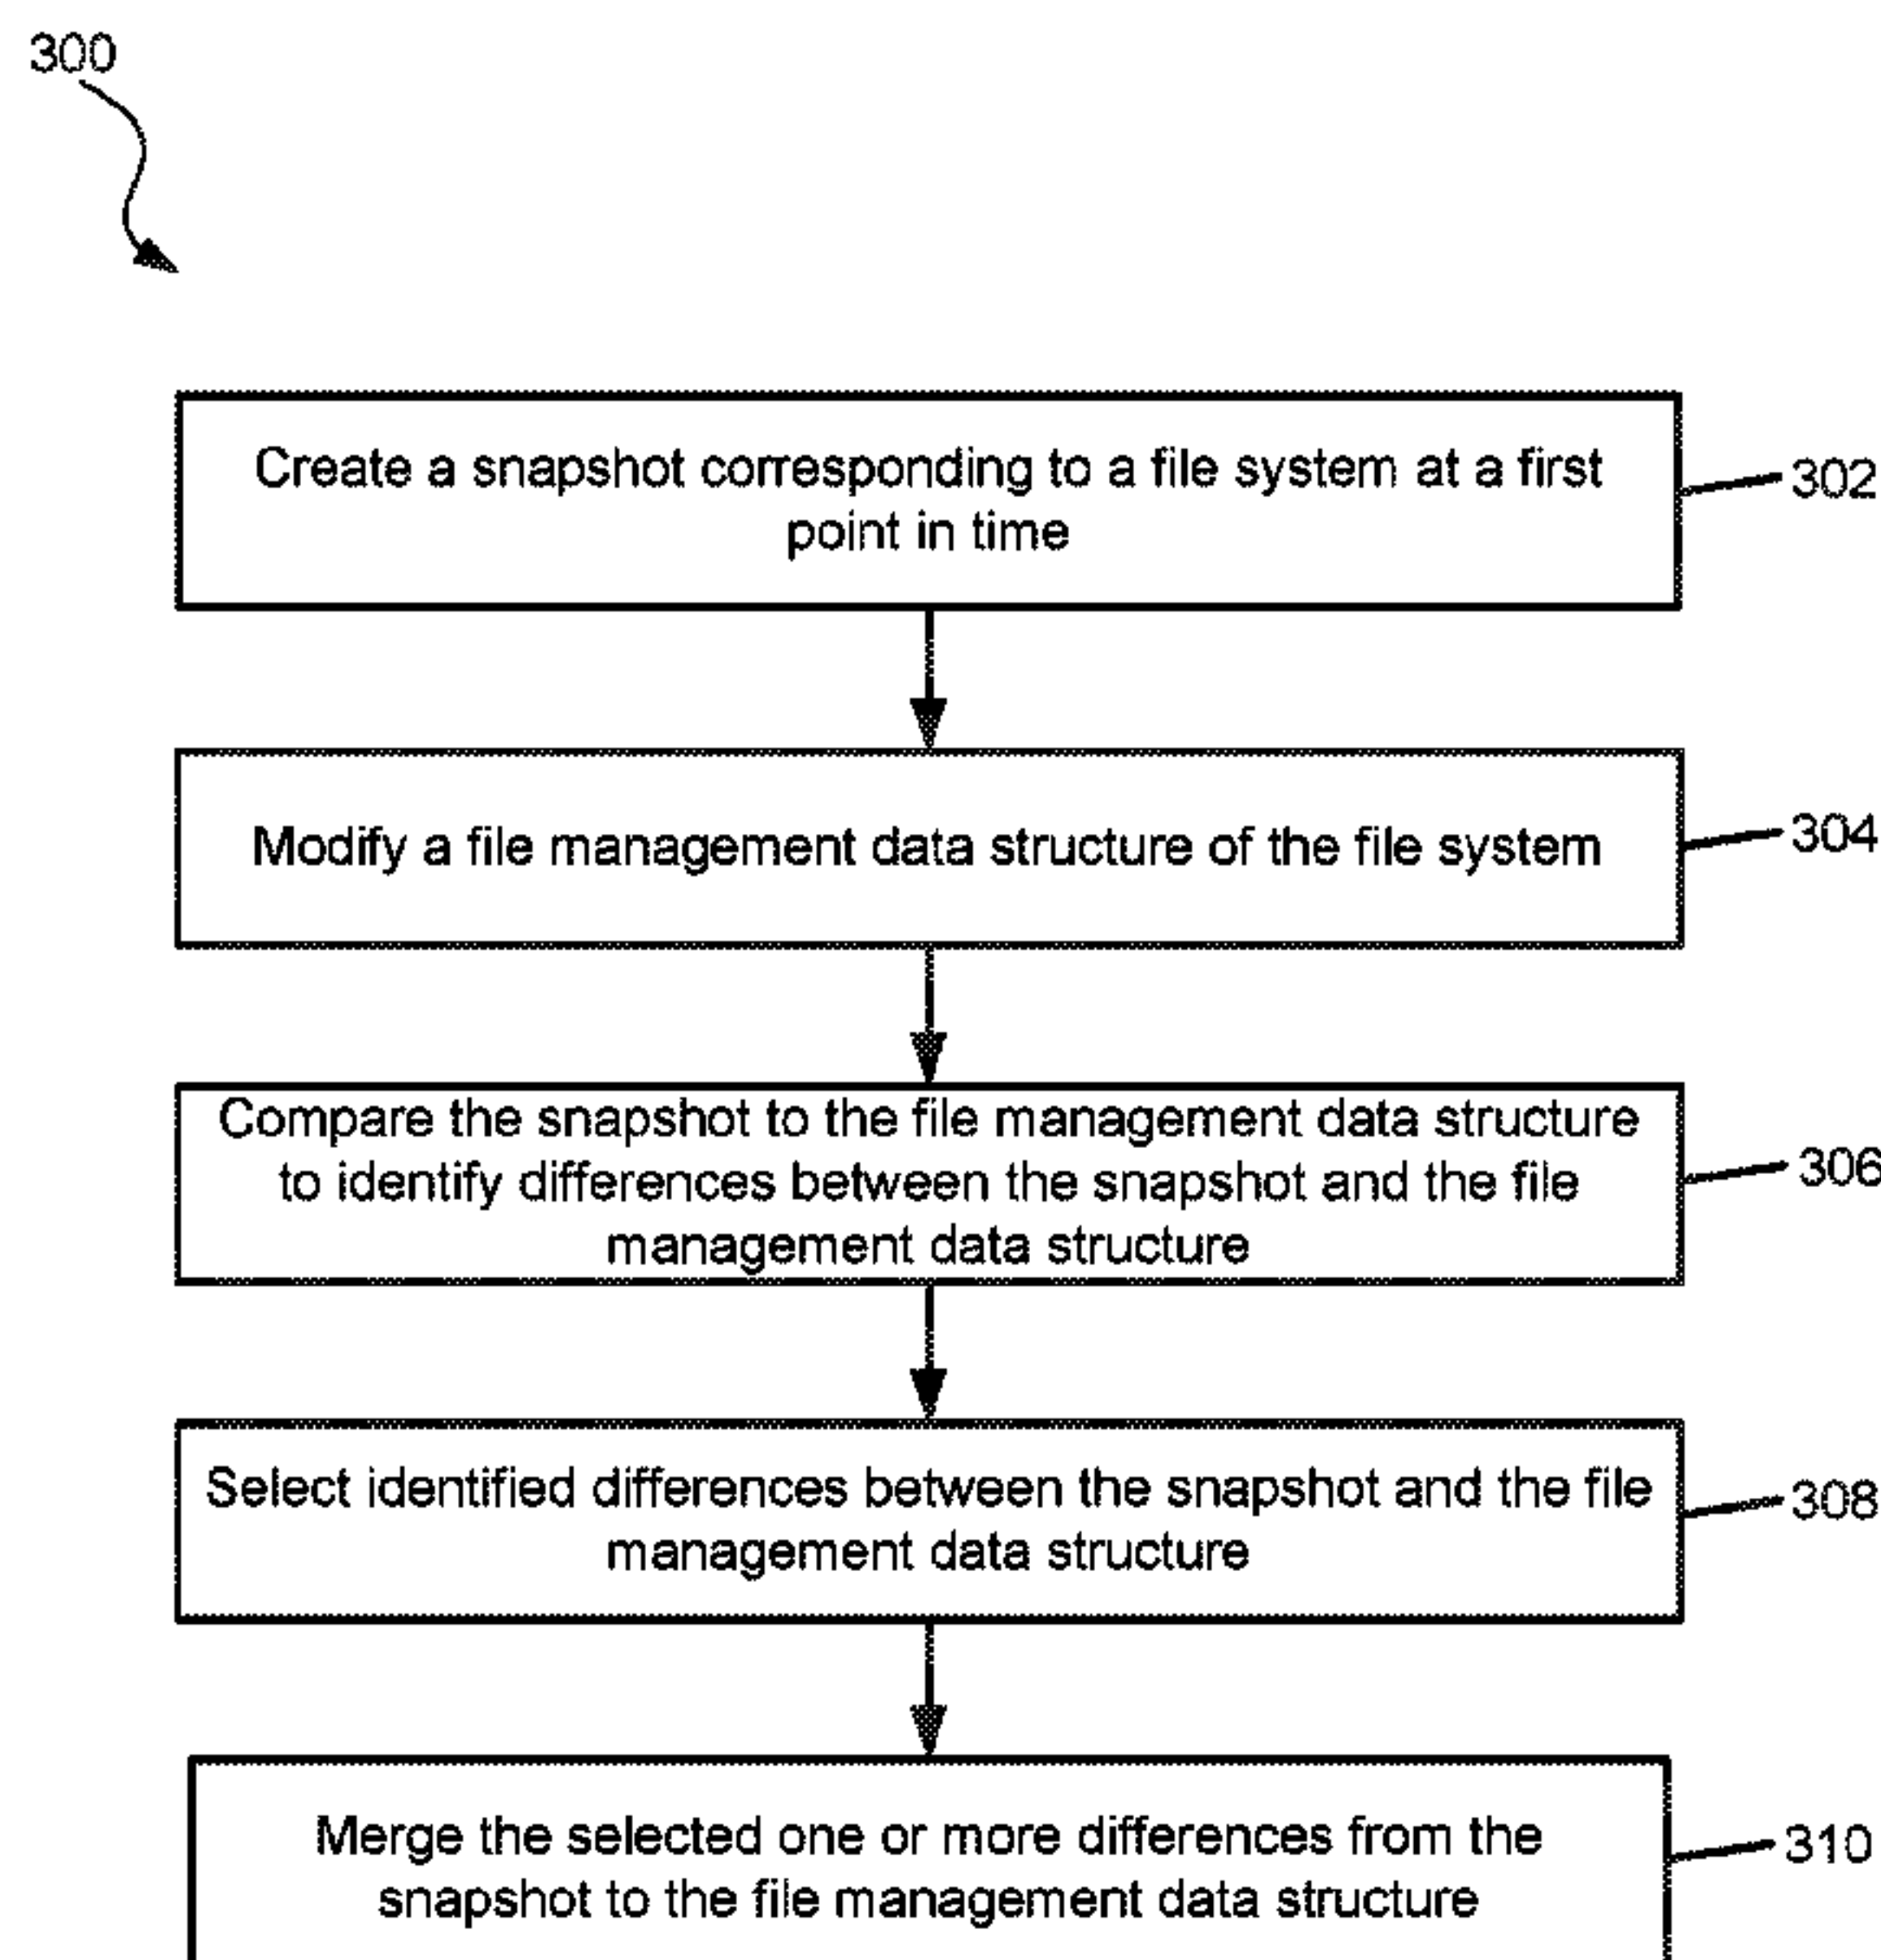 300
Create a snapshot corresponding to a file system at a first
point in time
302
Modify a file management data structure of the file system
304
Compare the snapshot to the file management data structure
to identify differences between the snapshot and the file
management data structure
306
Select identified differences between the snapshot and the file
management data structure
308
Merge the selected one or more differences from the
snapshot to the file management data structure
310